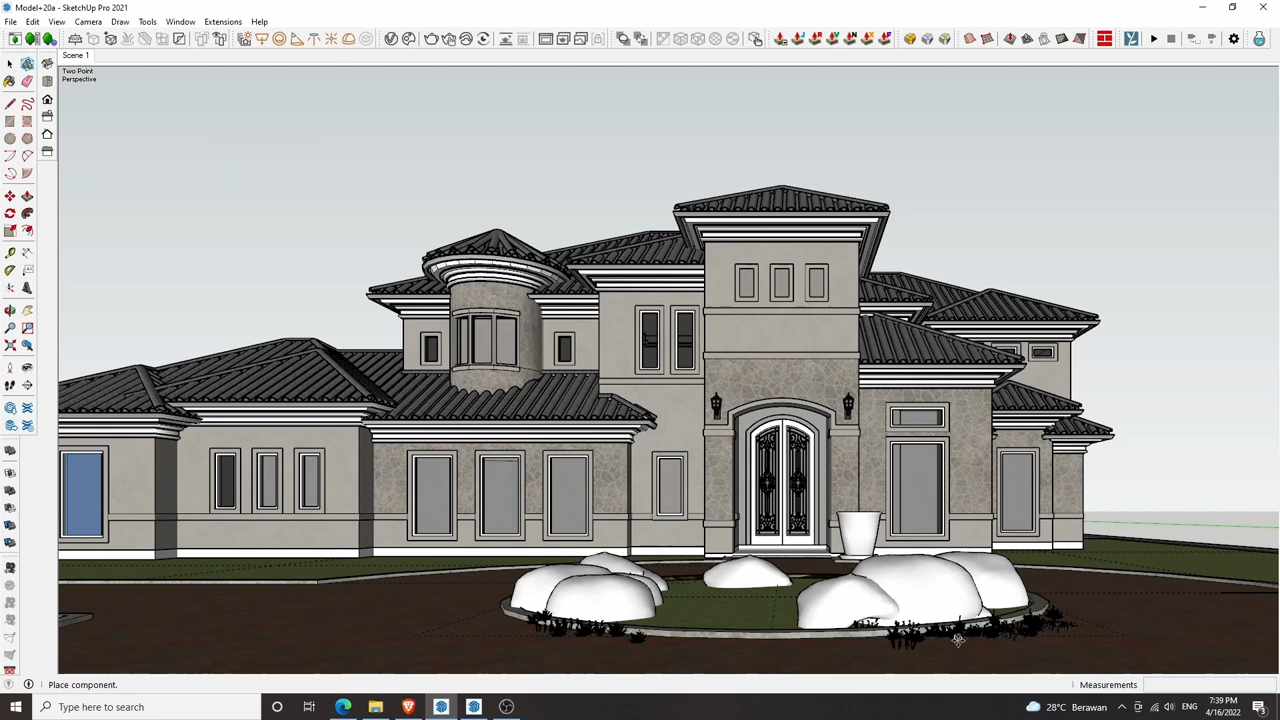 Model+20a - SketchUp Pro 2021
File Edit View Camera Draw Tools Window Extensions Help
Scene 1
Two Point
Perspective
Place component.
Measurements
Type here to search
28°C Berawan
ENG
7:39 PM
4/16/2022